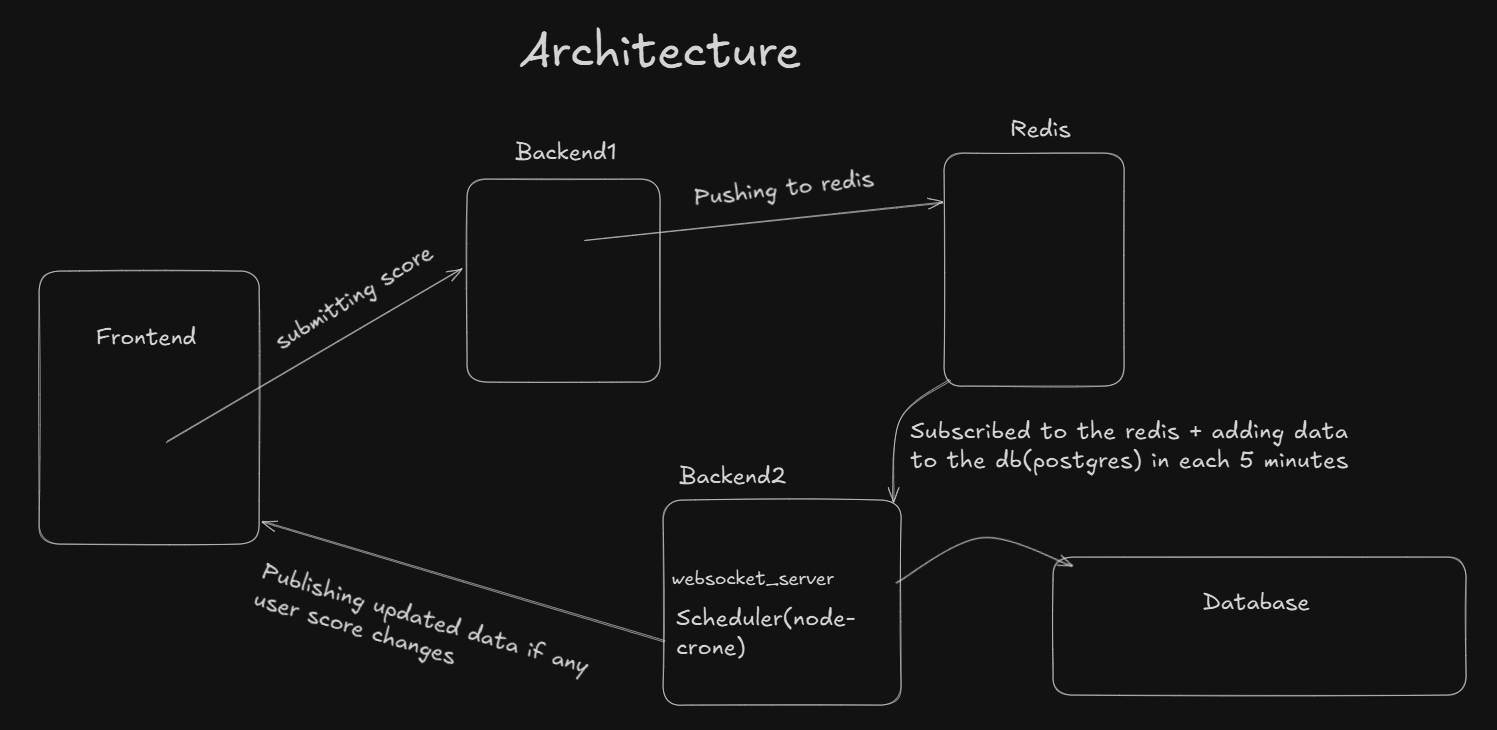 Architecture
Redis
Backend1
Pushing to redis
submitting score
Frontend
Subscribed to the redis + adding data
to the db(postgres) in each 5 minutes
Backend2
websocket_server
Scheduler(node-
crone)
Database
Publishing updated data if any
user score changes